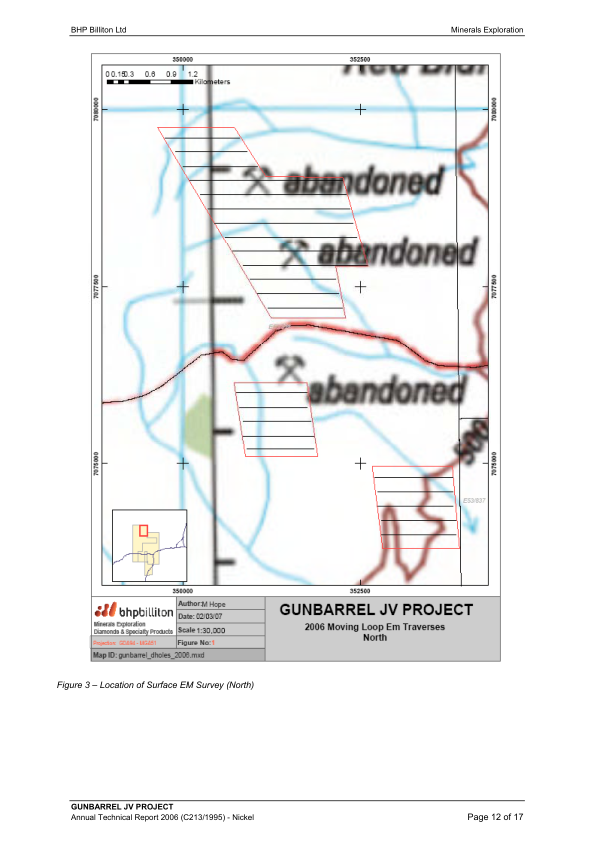 BHP Billiton Ltd Minerals Exploration
350000 352500
0 0.15 0.3 0.6 0.9 1.2
Kilometers
7080000 7080000
abandoned
abandoned
7077500 7077500
abandoned
500
7075000 7075000
E53/837
350000 352500
bhpbilliton
Minerals Exploration
Diamonds & Specialty Products
Author: M Hope
Date: 02/03/07
Scale 1:30,000
Figure No: 1
Map ID: gunbarrel_dholes_2006.mxd
GUNBARREL JV PROJECT
2006 Moving Loop Em Traverses
North
Figure 3 – Location of Surface EM Survey (North)
GUNBARREL JV PROJECT
Annual Technical Report 2006 (C213/1995) - Nickel Page 12 of 17